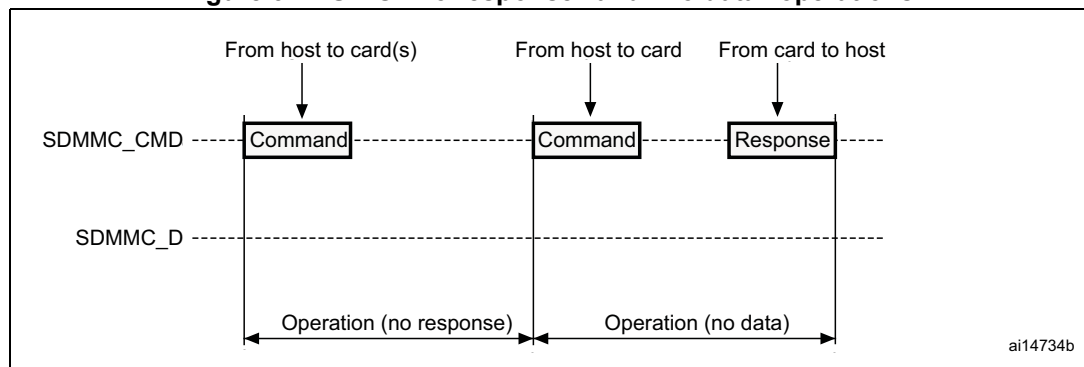 From host to card(s) From host to card From card to host
SDMMC_CMD Command Command Response
SDMMC_D
Operation (no response) Operation (no data)
ai14734b